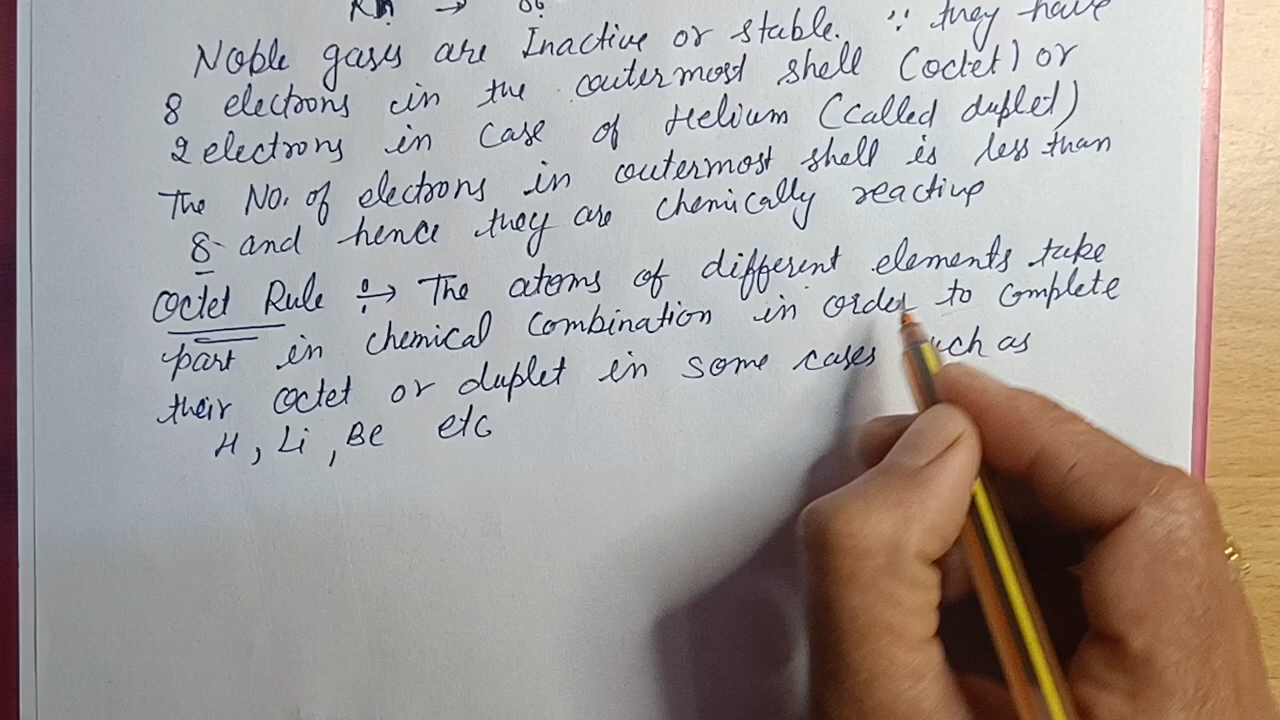 Rn → 86
Noble gases are Inactive or stable. ∵ they have
8 electrons in the outermost shell (octet) or
2 electrons in case of Helium (called duplet)
The No. of electrons in outermost shell is less than
8 and hence they are chemically reactive
Octet Rule ÷→ The atoms of different elements take
part in chemical combination in order to complete
their octet or duplet in some cases such as
H, Li, Be etc